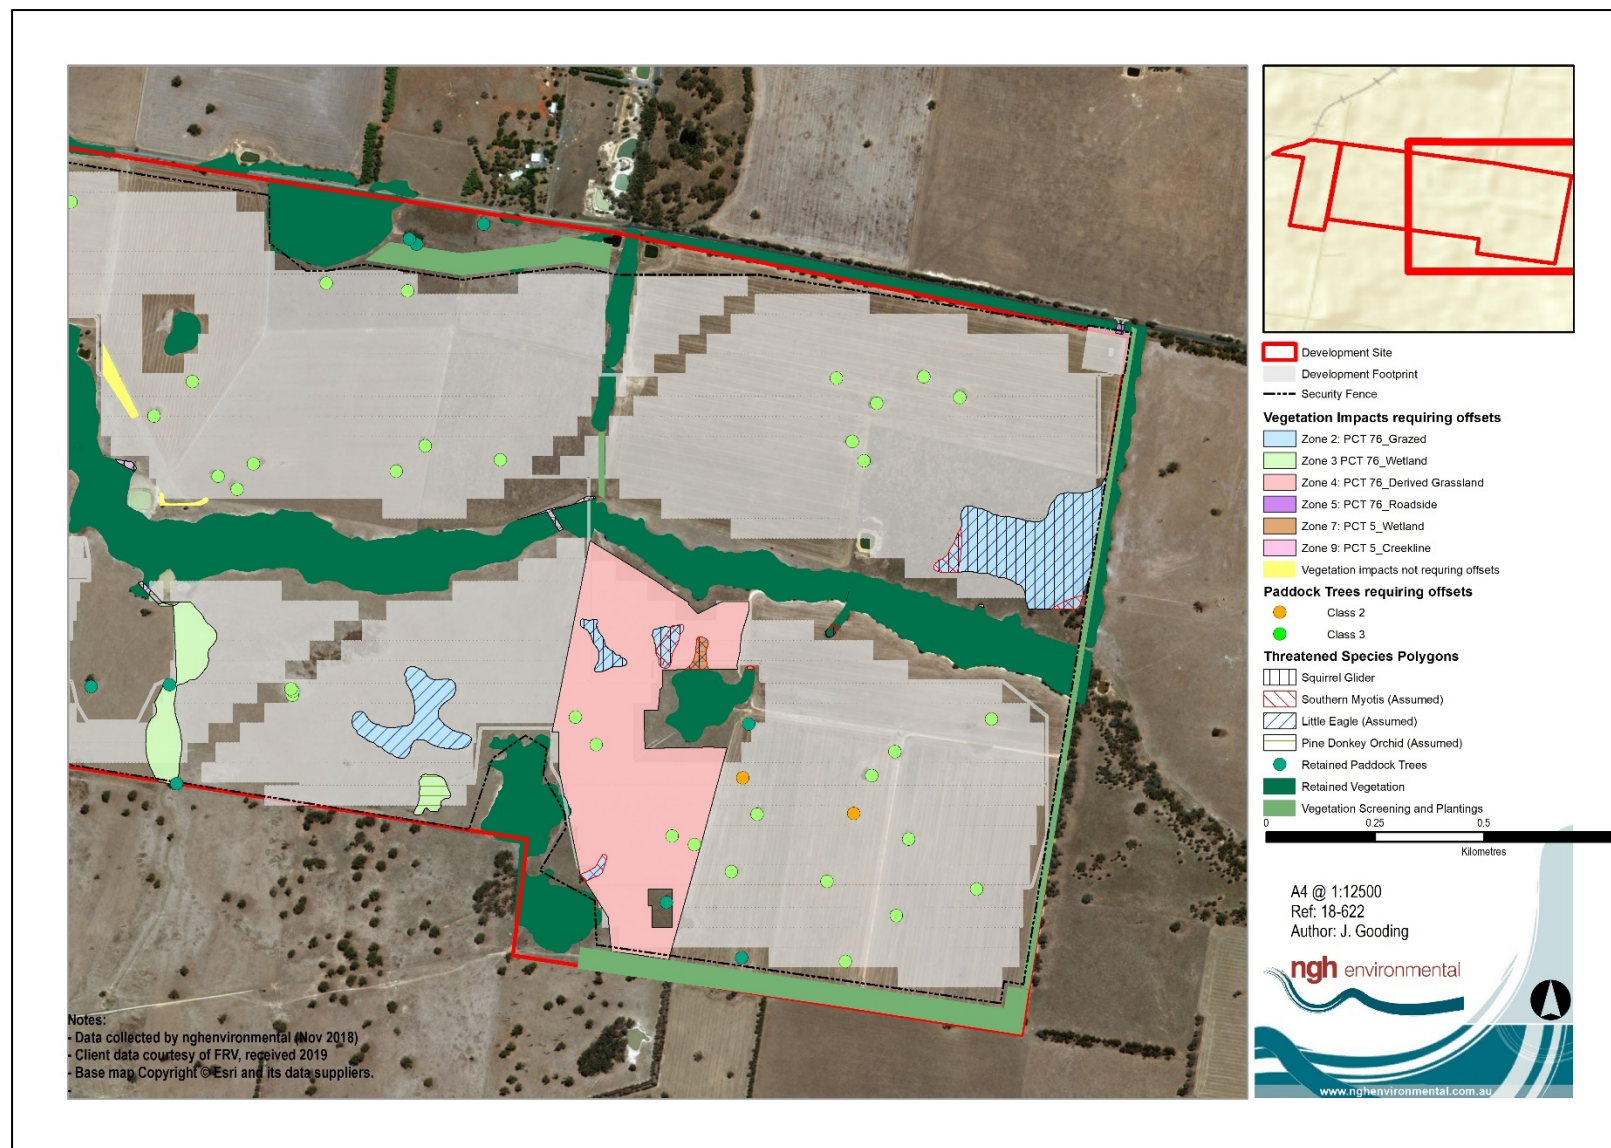 Development Site
Development Footprint
Security Fence
Vegetation Impacts requiring offsets
Zone 2: PCT 76_Grazed
Zone 3 PCT 76_Wetland
Zone 4: PCT 76_Derived Grassland
Zone 5: PCT 76_Roadside
Zone 7: PCT 5_Wetland
Zone 9: PCT 5_Creekline
Vegetation impacts not requring offsets
Paddock Trees requiring offsets
Class 2
Class 3
Threatened Species Polygons
Squirrel Glider
Southern Myotis (Assumed)
Little Eagle (Assumed)
Pine Donkey Orchid (Assumed)
Retained Paddock Trees
Retained Vegetation
Vegetation Screening and Plantings
0 0.25 0.5
Kilometres
A4 @ 1:12500
Ref: 18-622
Author: J. Gooding
ngh environmental
www.nghenvironmental.com.au
Notes:
- Data collected by nghenvironmental (Nov 2018)
- Client data courtesy of FRV, received 2019
- Base map Copyright © Esri and its data suppliers.
-